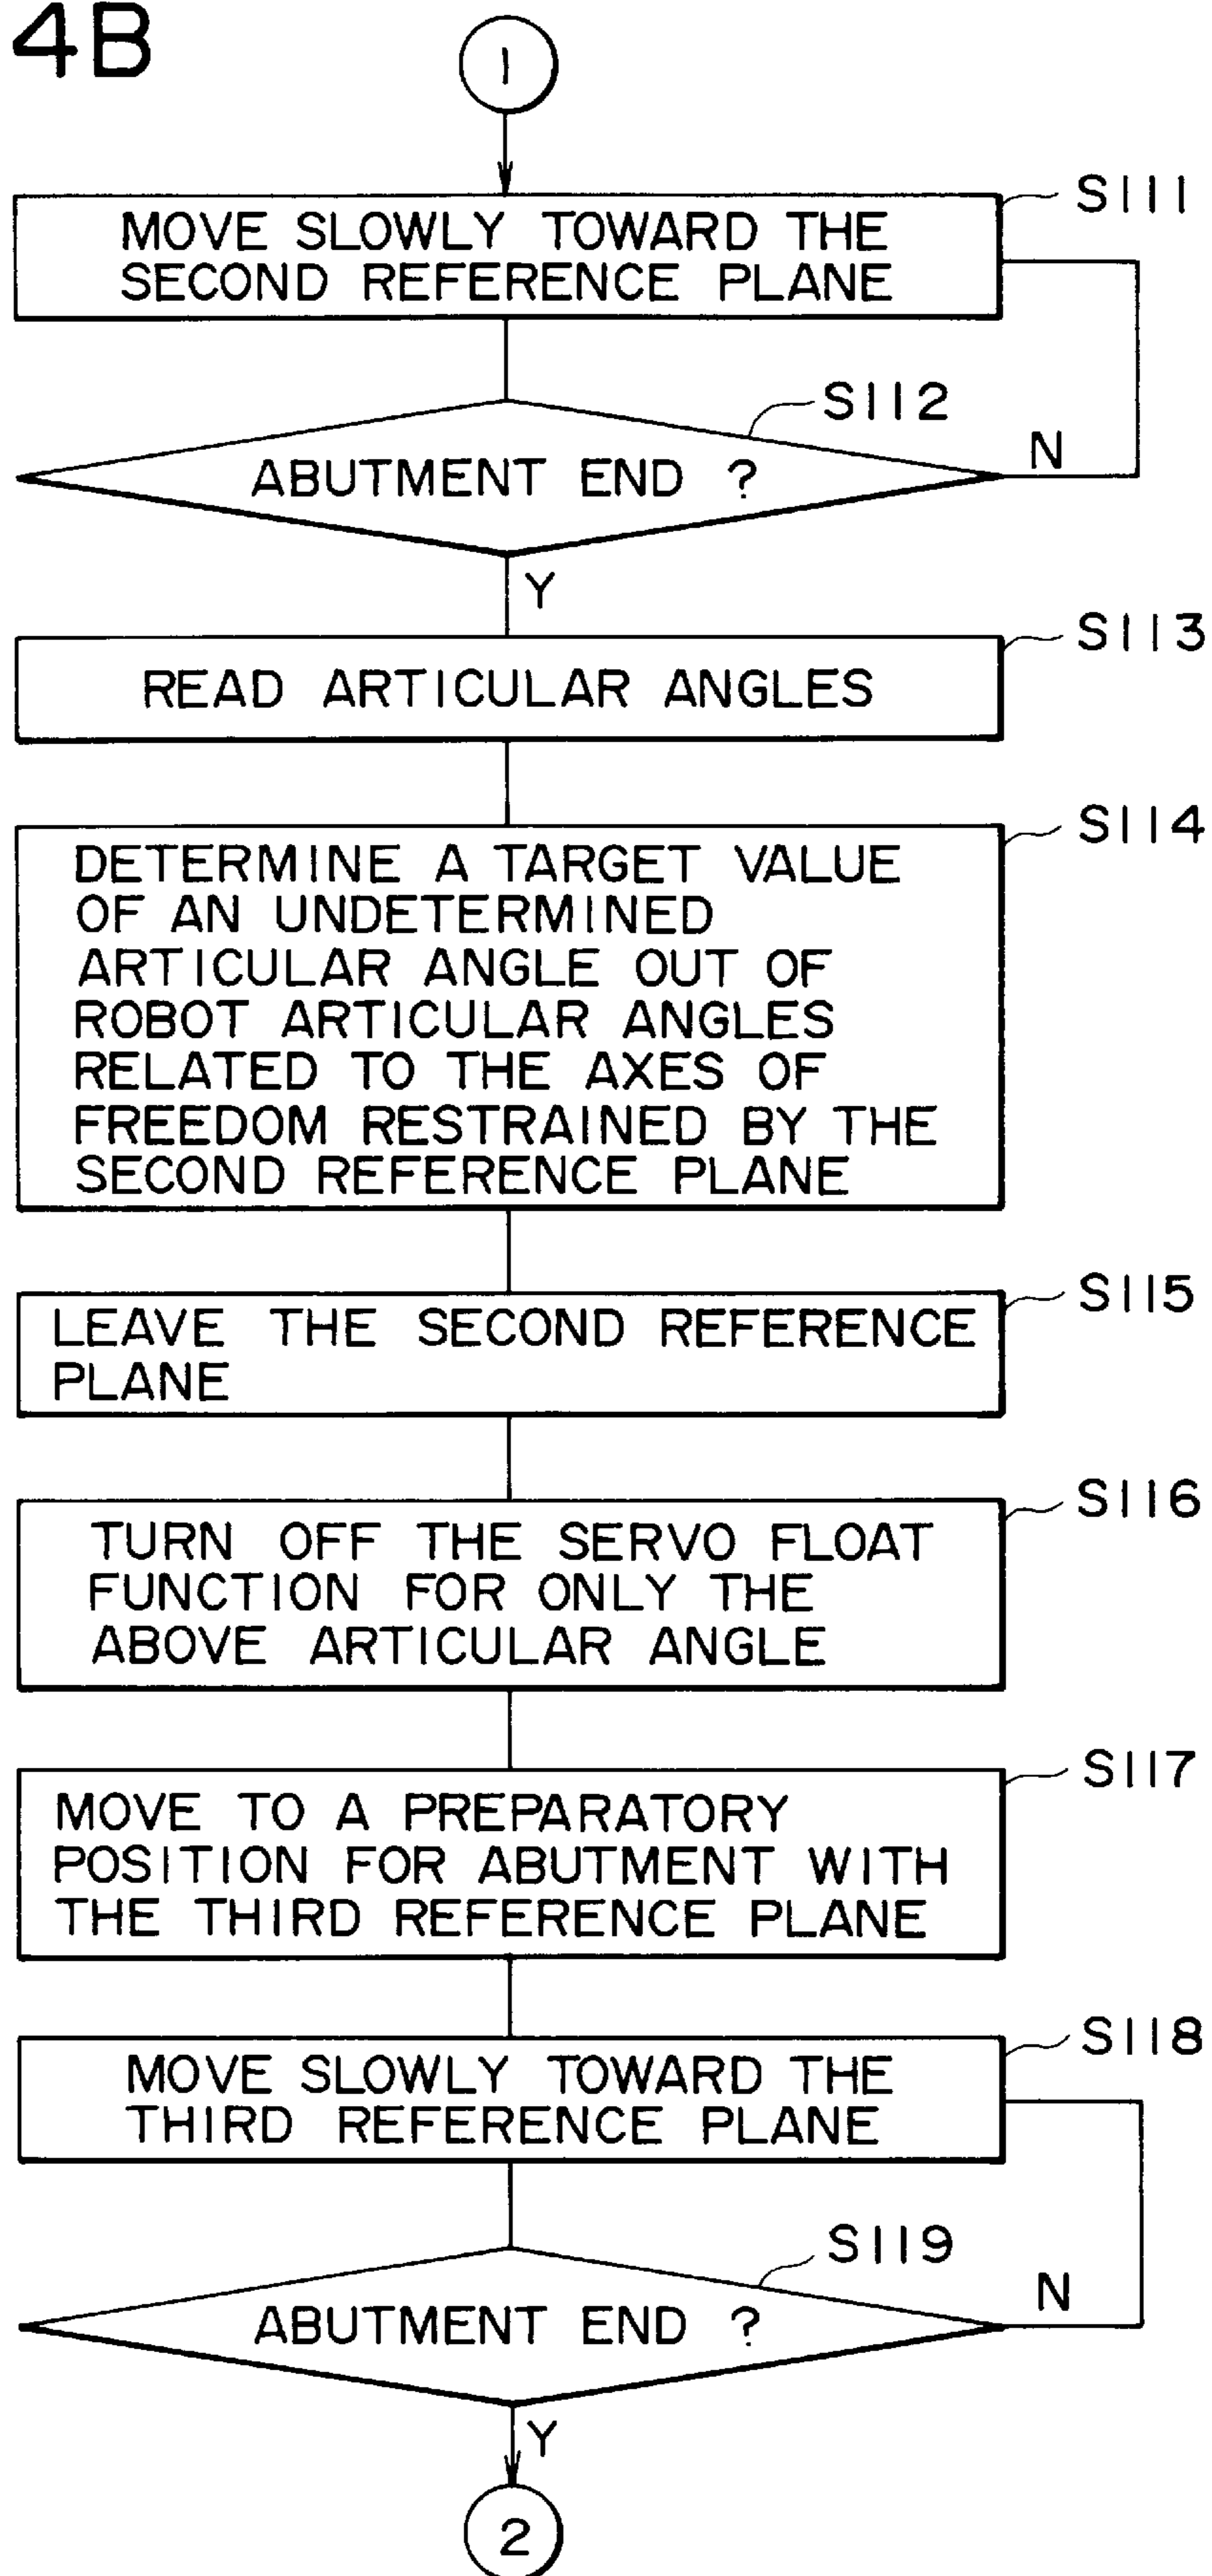 4B
1
S111
MOVE SLOWLY TOWARD THE
SECOND REFERENCE PLANE
S112
ABUTMENT END ?
N
Y
S113
READ ARTICULAR ANGLES
S114
DETERMINE A TARGET VALUE
OF AN UNDETERMINED
ARTICULAR ANGLE OUT OF
ROBOT ARTICULAR ANGLES
RELATED TO THE AXES OF
FREEDOM RESTRAINED BY THE
SECOND REFERENCE PLANE
S115
LEAVE THE SECOND REFERENCE
PLANE
S116
TURN OFF THE SERVO FLOAT
FUNCTION FOR ONLY THE
ABOVE ARTICULAR ANGLE
S117
MOVE TO A PREPARATORY
POSITION FOR ABUTMENT WITH
THE THIRD REFERENCE PLANE
S118
MOVE SLOWLY TOWARD THE
THIRD REFERENCE PLANE
S119
ABUTMENT END ?
N
Y
2